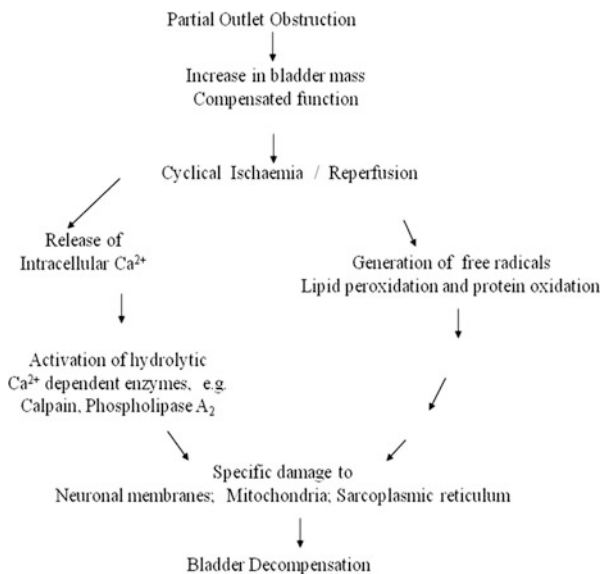 Partial Outlet Obstruction
Increase in bladder mass
Compensated function
Cyclical Ischaemia / Reperfusion
Release of
Intracellular Ca²⁺
Generation of free radicals
Lipid peroxidation and protein oxidation
Activation of hydrolytic
Ca²⁺ dependent enzymes, e.g.
Calpain, Phospholipase A₂
Specific damage to
Neuronal membranes; Mitochondria; Sarcoplasmic reticulum
Bladder Decompensation